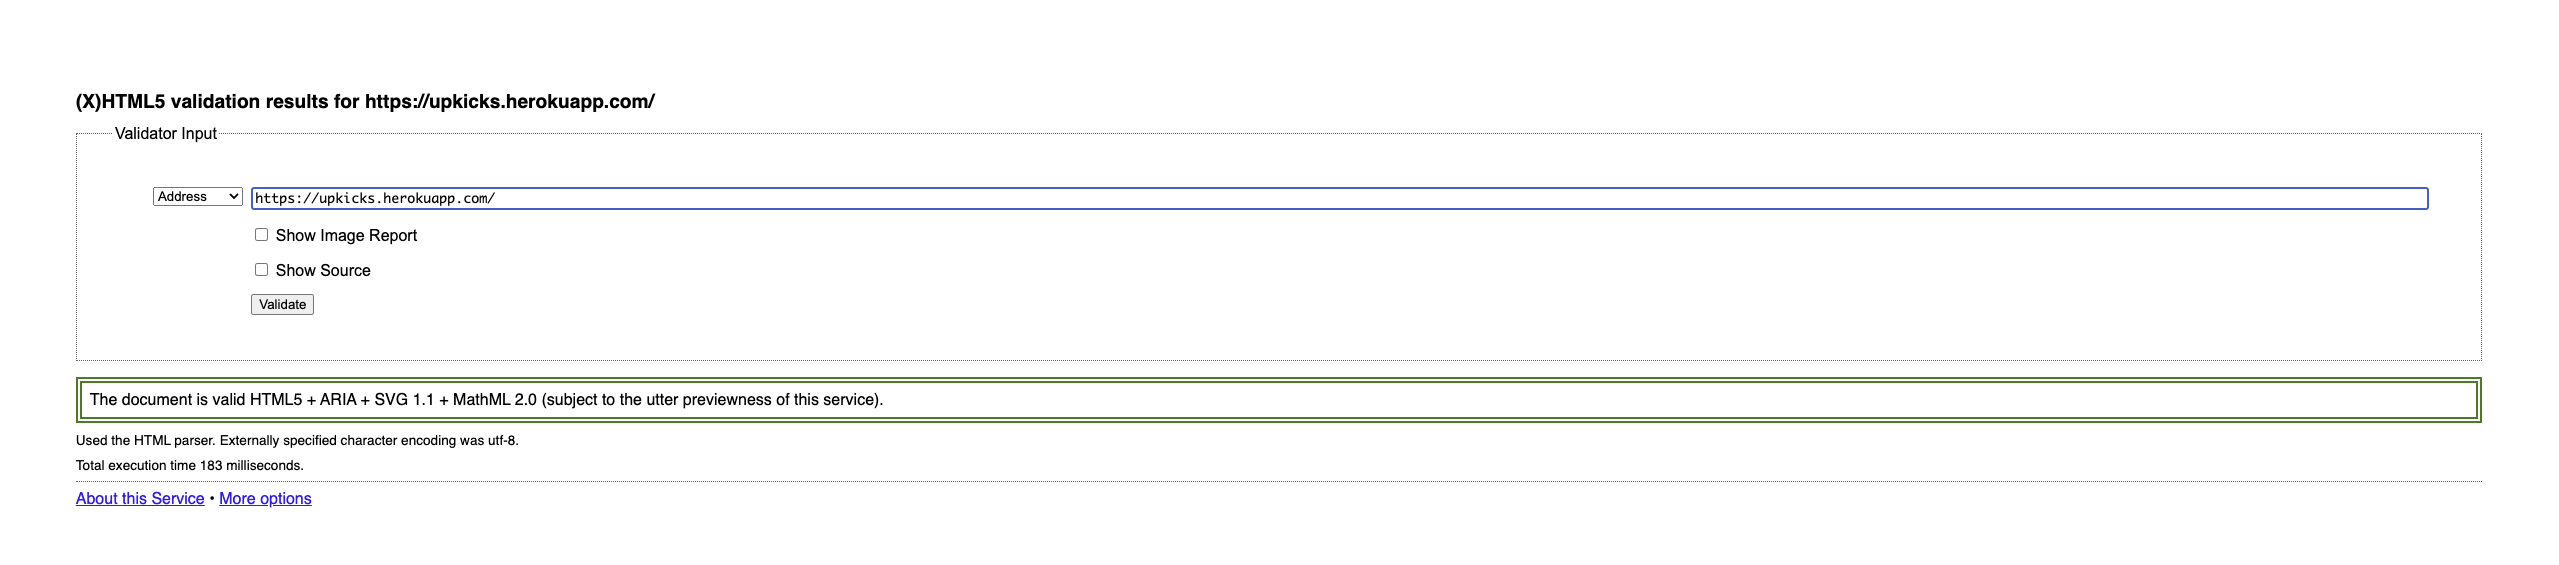 (X)HTML5 validation results for https://upkicks.herokuapp.com/
Validator Input
Address https://upkicks.herokuapp.com/
Show Image Report
Show Source
Validate
The document is valid HTML5 + ARIA + SVG 1.1 + MathML 2.0 (subject to the utter previewness of this service).
Used the HTML parser. Externally specified character encoding was utf-8.
Total execution time 183 milliseconds.
About this Service • More options